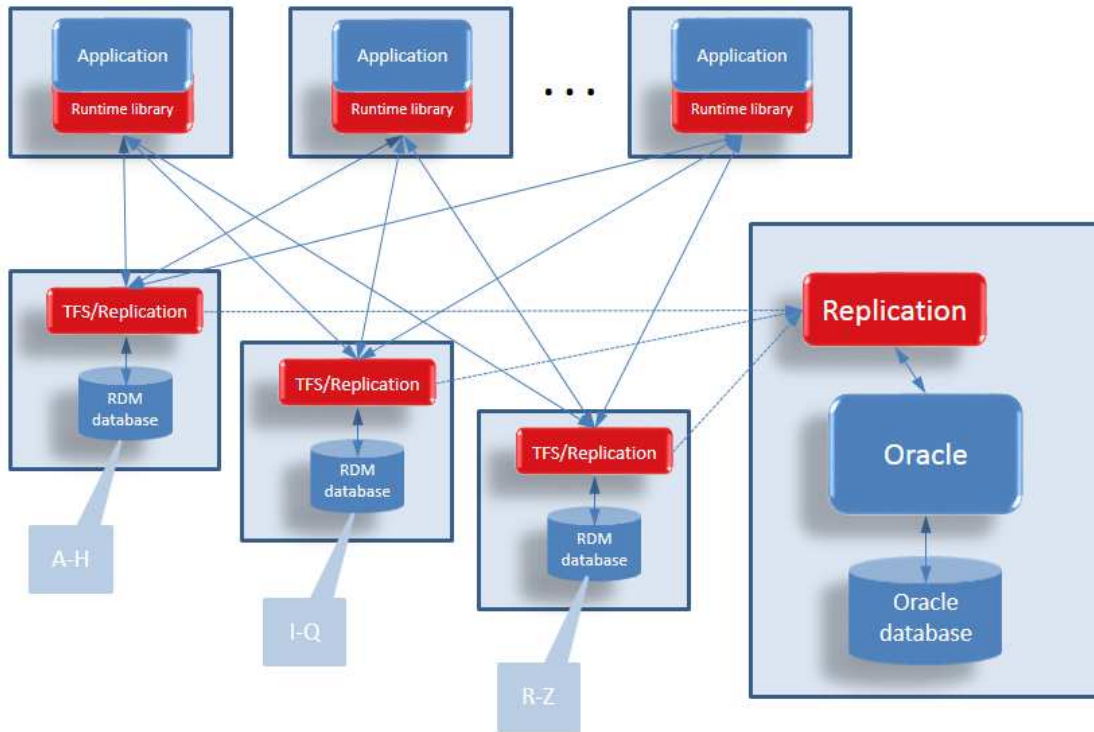 Application
Runtime library
Application
Runtime library
. . .
Application
Runtime library
TFS/Replication
RDM
database
A-H
TFS/Replication
RDM
database
I-Q
TFS/Replication
RDM
database
R-Z
Replication
Oracle
Oracle
database